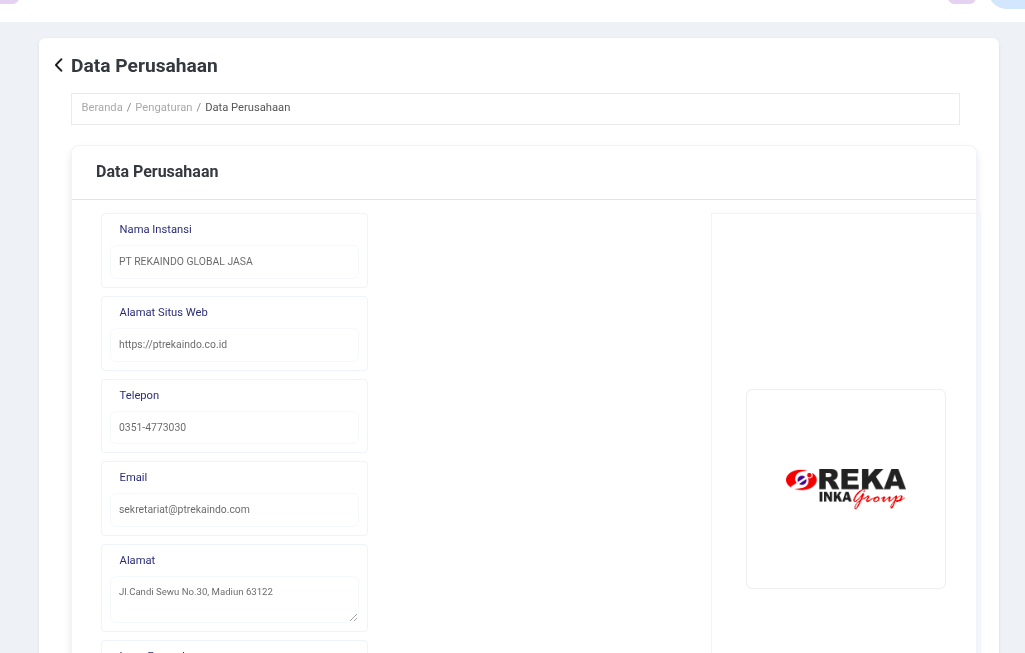 Data Perusahaan
Beranda / Pengaturan / Data Perusahaan
Data Perusahaan
Nama Instansi
PT REKAINDO GLOBAL JASA
Alamat Situs Web
https://ptrekaindo.co.id
Telepon
0351-4773030
Email
sekretariat@ptrekaindo.com
Alamat
Jl.Candi Sewu No.30, Madiun 63122
REKA
INKA Group